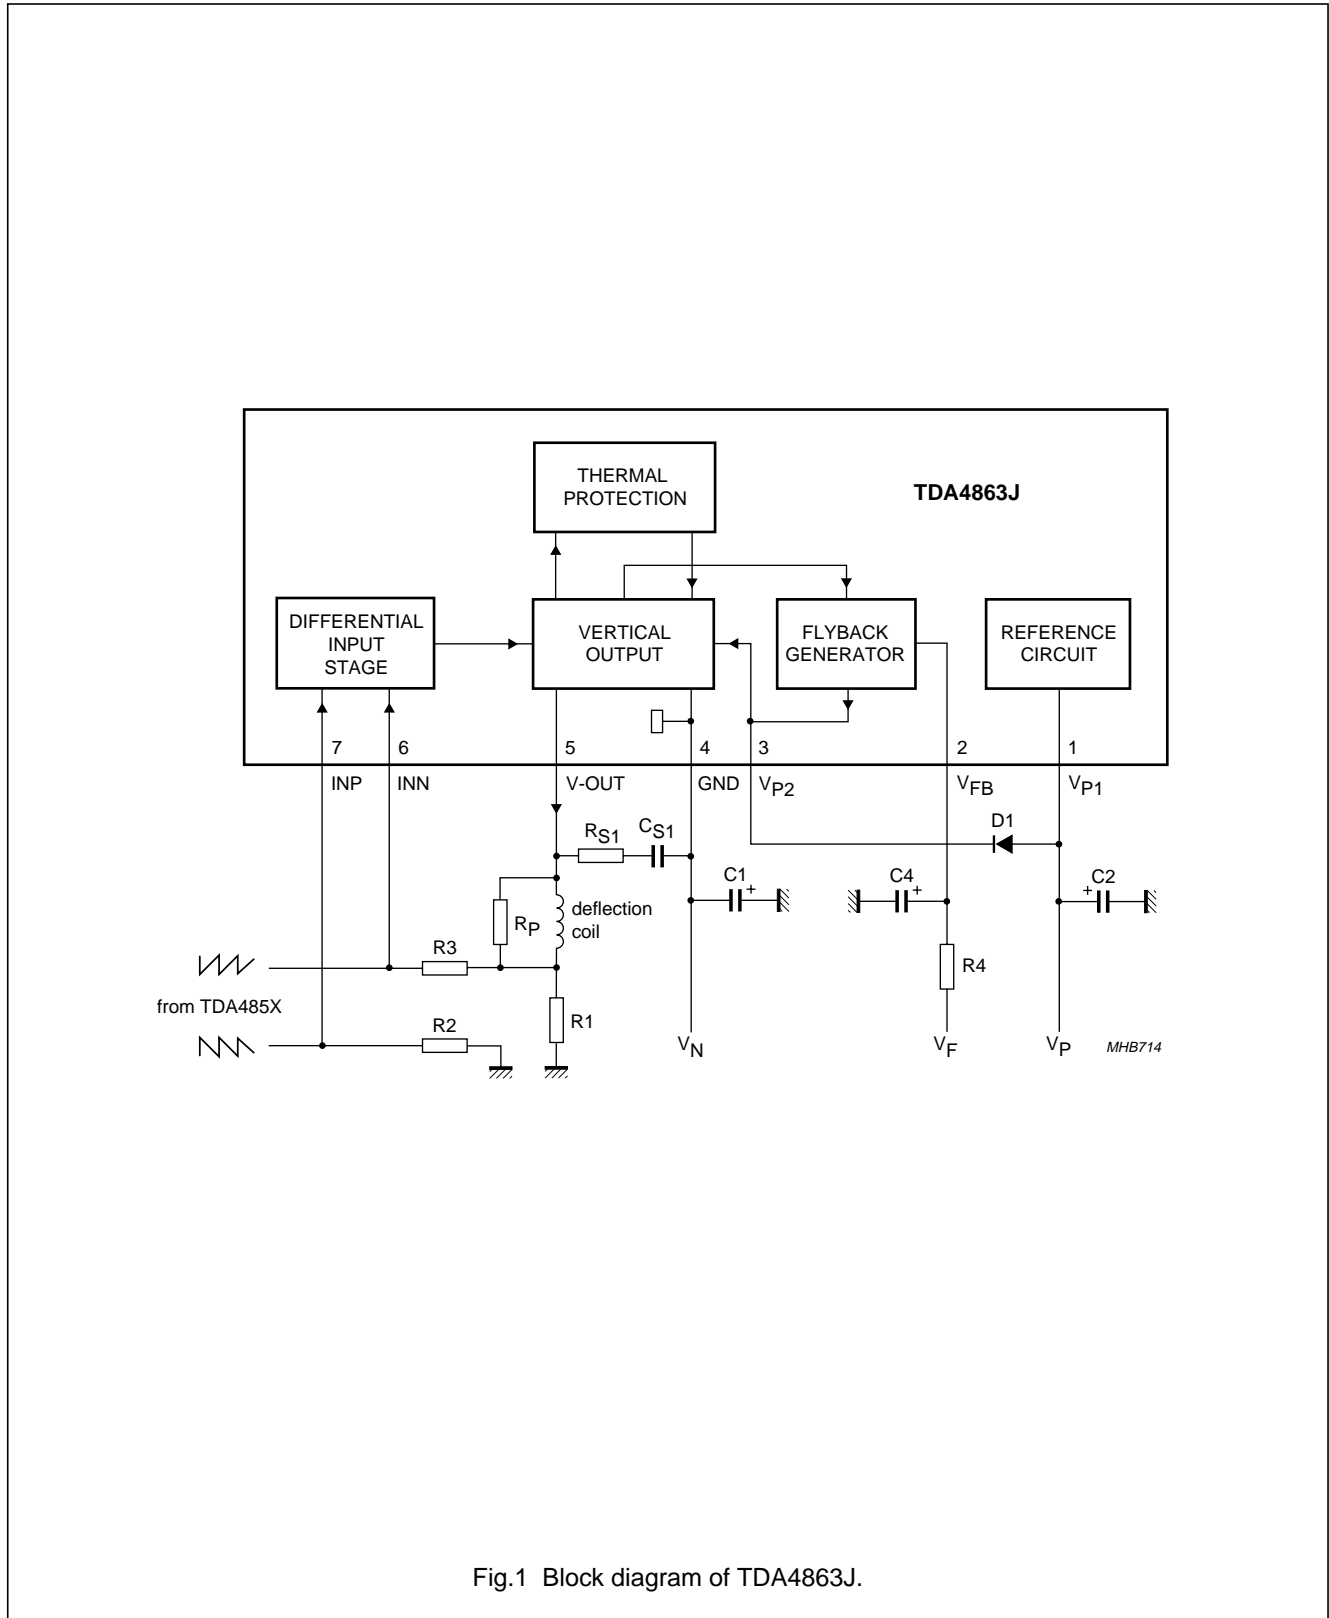 THERMAL
PROTECTION
TDA4863J
DIFFERENTIAL
INPUT
STAGE
VERTICAL
OUTPUT
FLYBACK
GENERATOR
REFERENCE
CIRCUIT
7 6 5 4 3 2 1
INP INN V-OUT GND VP2 VFB VP1
D1
RS1 CS1
C1 + C4 + + C2
RP deflection
coil
R3 R4
from TDA485X
R2 R1
VN VF VP MHB714
Fig.1 Block diagram of TDA4863J.